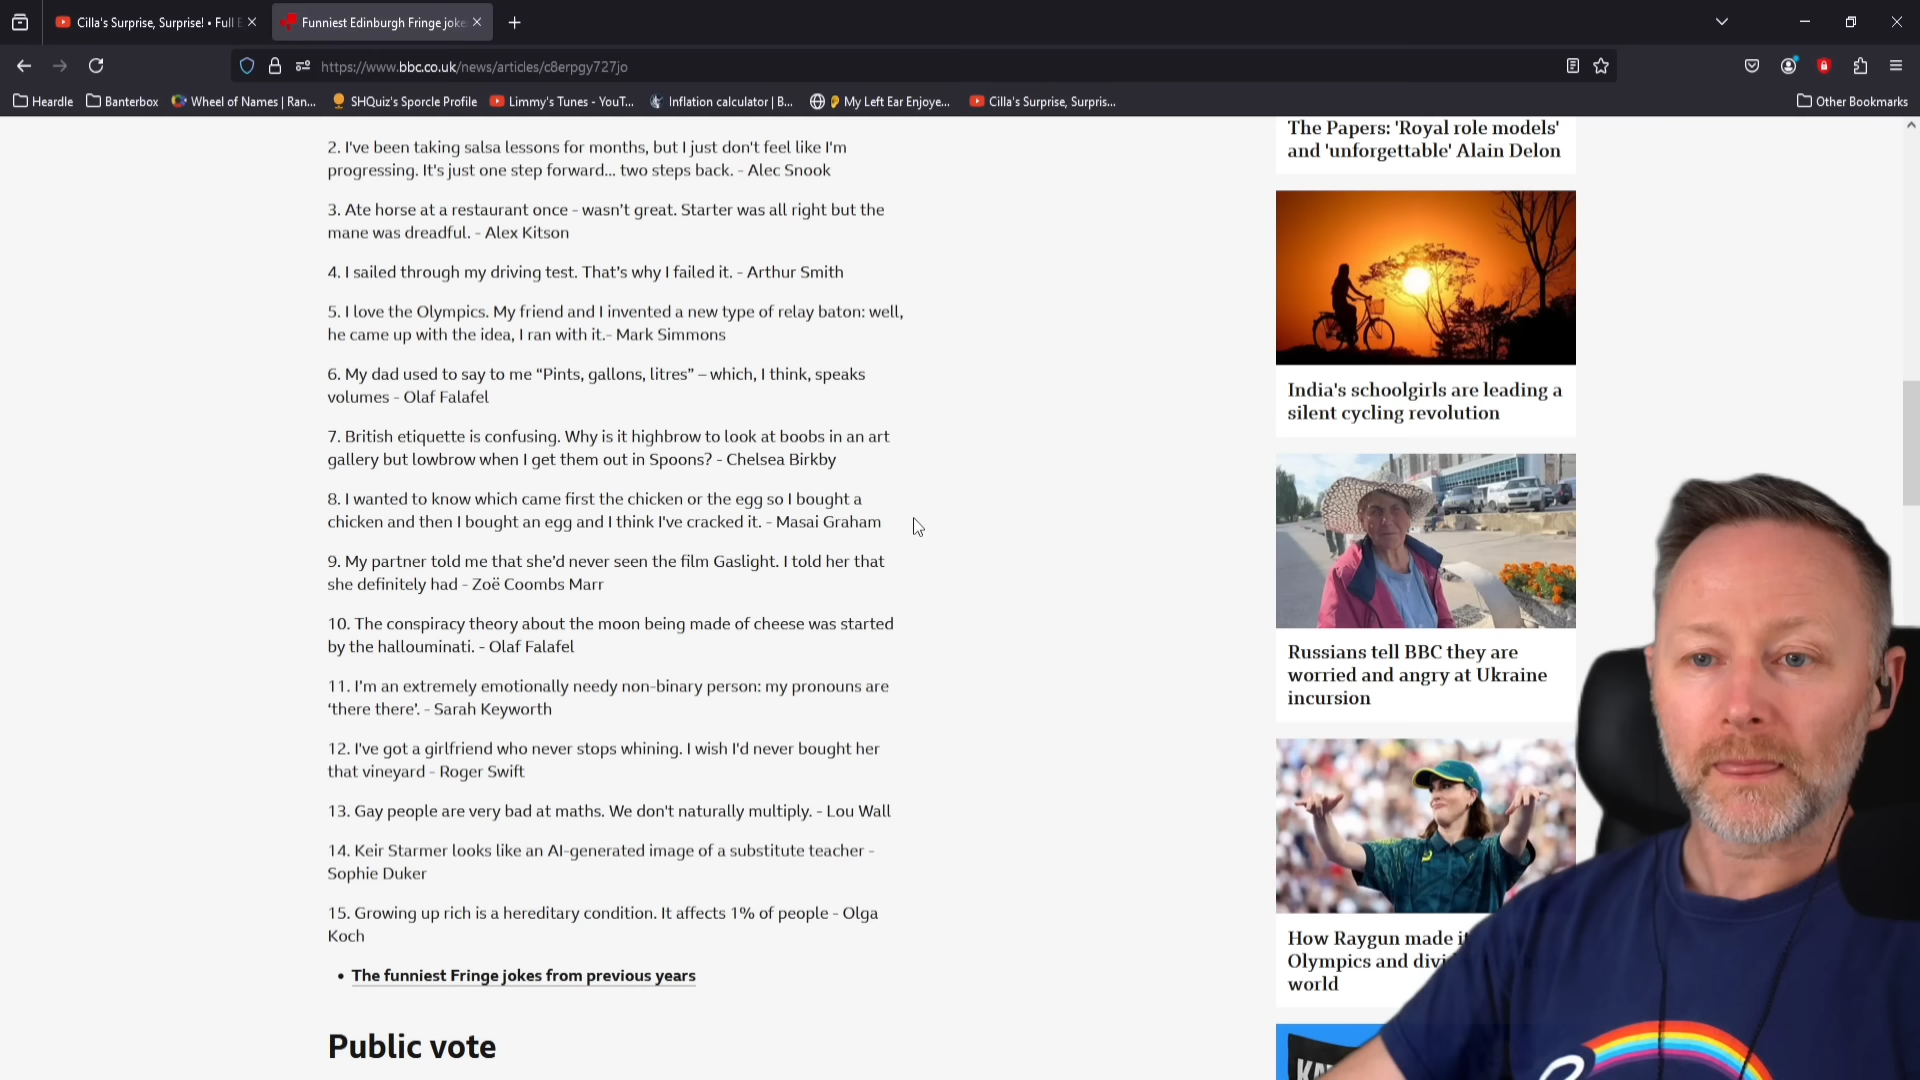 Cilla's Surprise, Surprise! • Full E
Funniest Edinburgh Fringe joke
https://www.bbc.co.uk/news/articles/c8erpgy727jo
Heardle
Banterbox
Wheel of Names | Ran...
SHQuiz's Sporcle Profile
Limmy's Tunes - YouT...
Inflation calculator | B...
My Left Ear Enjoye...
Cilla's Surprise, Surpris...
Other Bookmarks
2. I've been taking salsa lessons for months, but I just don't feel like I'm
progressing. It's just one step forward... two steps back. - Alec Snook
3. Ate horse at a restaurant once - wasn't great. Starter was all right but the
mane was dreadful. - Alex Kitson
4. I sailed through my driving test. That's why I failed it. - Arthur Smith
5. I love the Olympics. My friend and I invented a new type of relay baton: well,
he came up with the idea, I ran with it.- Mark Simmons
6. My dad used to say to me “Pints, gallons, litres” – which, I think, speaks
volumes - Olaf Falafel
7. British etiquette is confusing. Why is it highbrow to look at boobs in an art
gallery but lowbrow when I get them out in Spoons? - Chelsea Birkby
8. I wanted to know which came first the chicken or the egg so I bought a
chicken and then I bought an egg and I think I've cracked it. - Masai Graham
9. My partner told me that she’d never seen the film Gaslight. I told her that
she definitely had - Zoë Coombs Marr
10. The conspiracy theory about the moon being made of cheese was started
by the hallouminati. - Olaf Falafel
11. I’m an extremely emotionally needy non-binary person: my pronouns are
‘there there’. - Sarah Keyworth
12. I've got a girlfriend who never stops whining. I wish I'd never bought her
that vineyard - Roger Swift
13. Gay people are very bad at maths. We don't naturally multiply. - Lou Wall
14. Keir Starmer looks like an AI-generated image of a substitute teacher -
Sophie Duker
15. Growing up rich is a hereditary condition. It affects 1% of people - Olga
Koch
• The funniest Fringe jokes from previous years
Public vote
The Papers: 'Royal role models'
and 'unforgettable' Alain Delon
India's schoolgirls are leading a
silent cycling revolution
Russians tell BBC they are
worried and angry at Ukraine
incursion
How Raygun made it
Olympics and divi
world